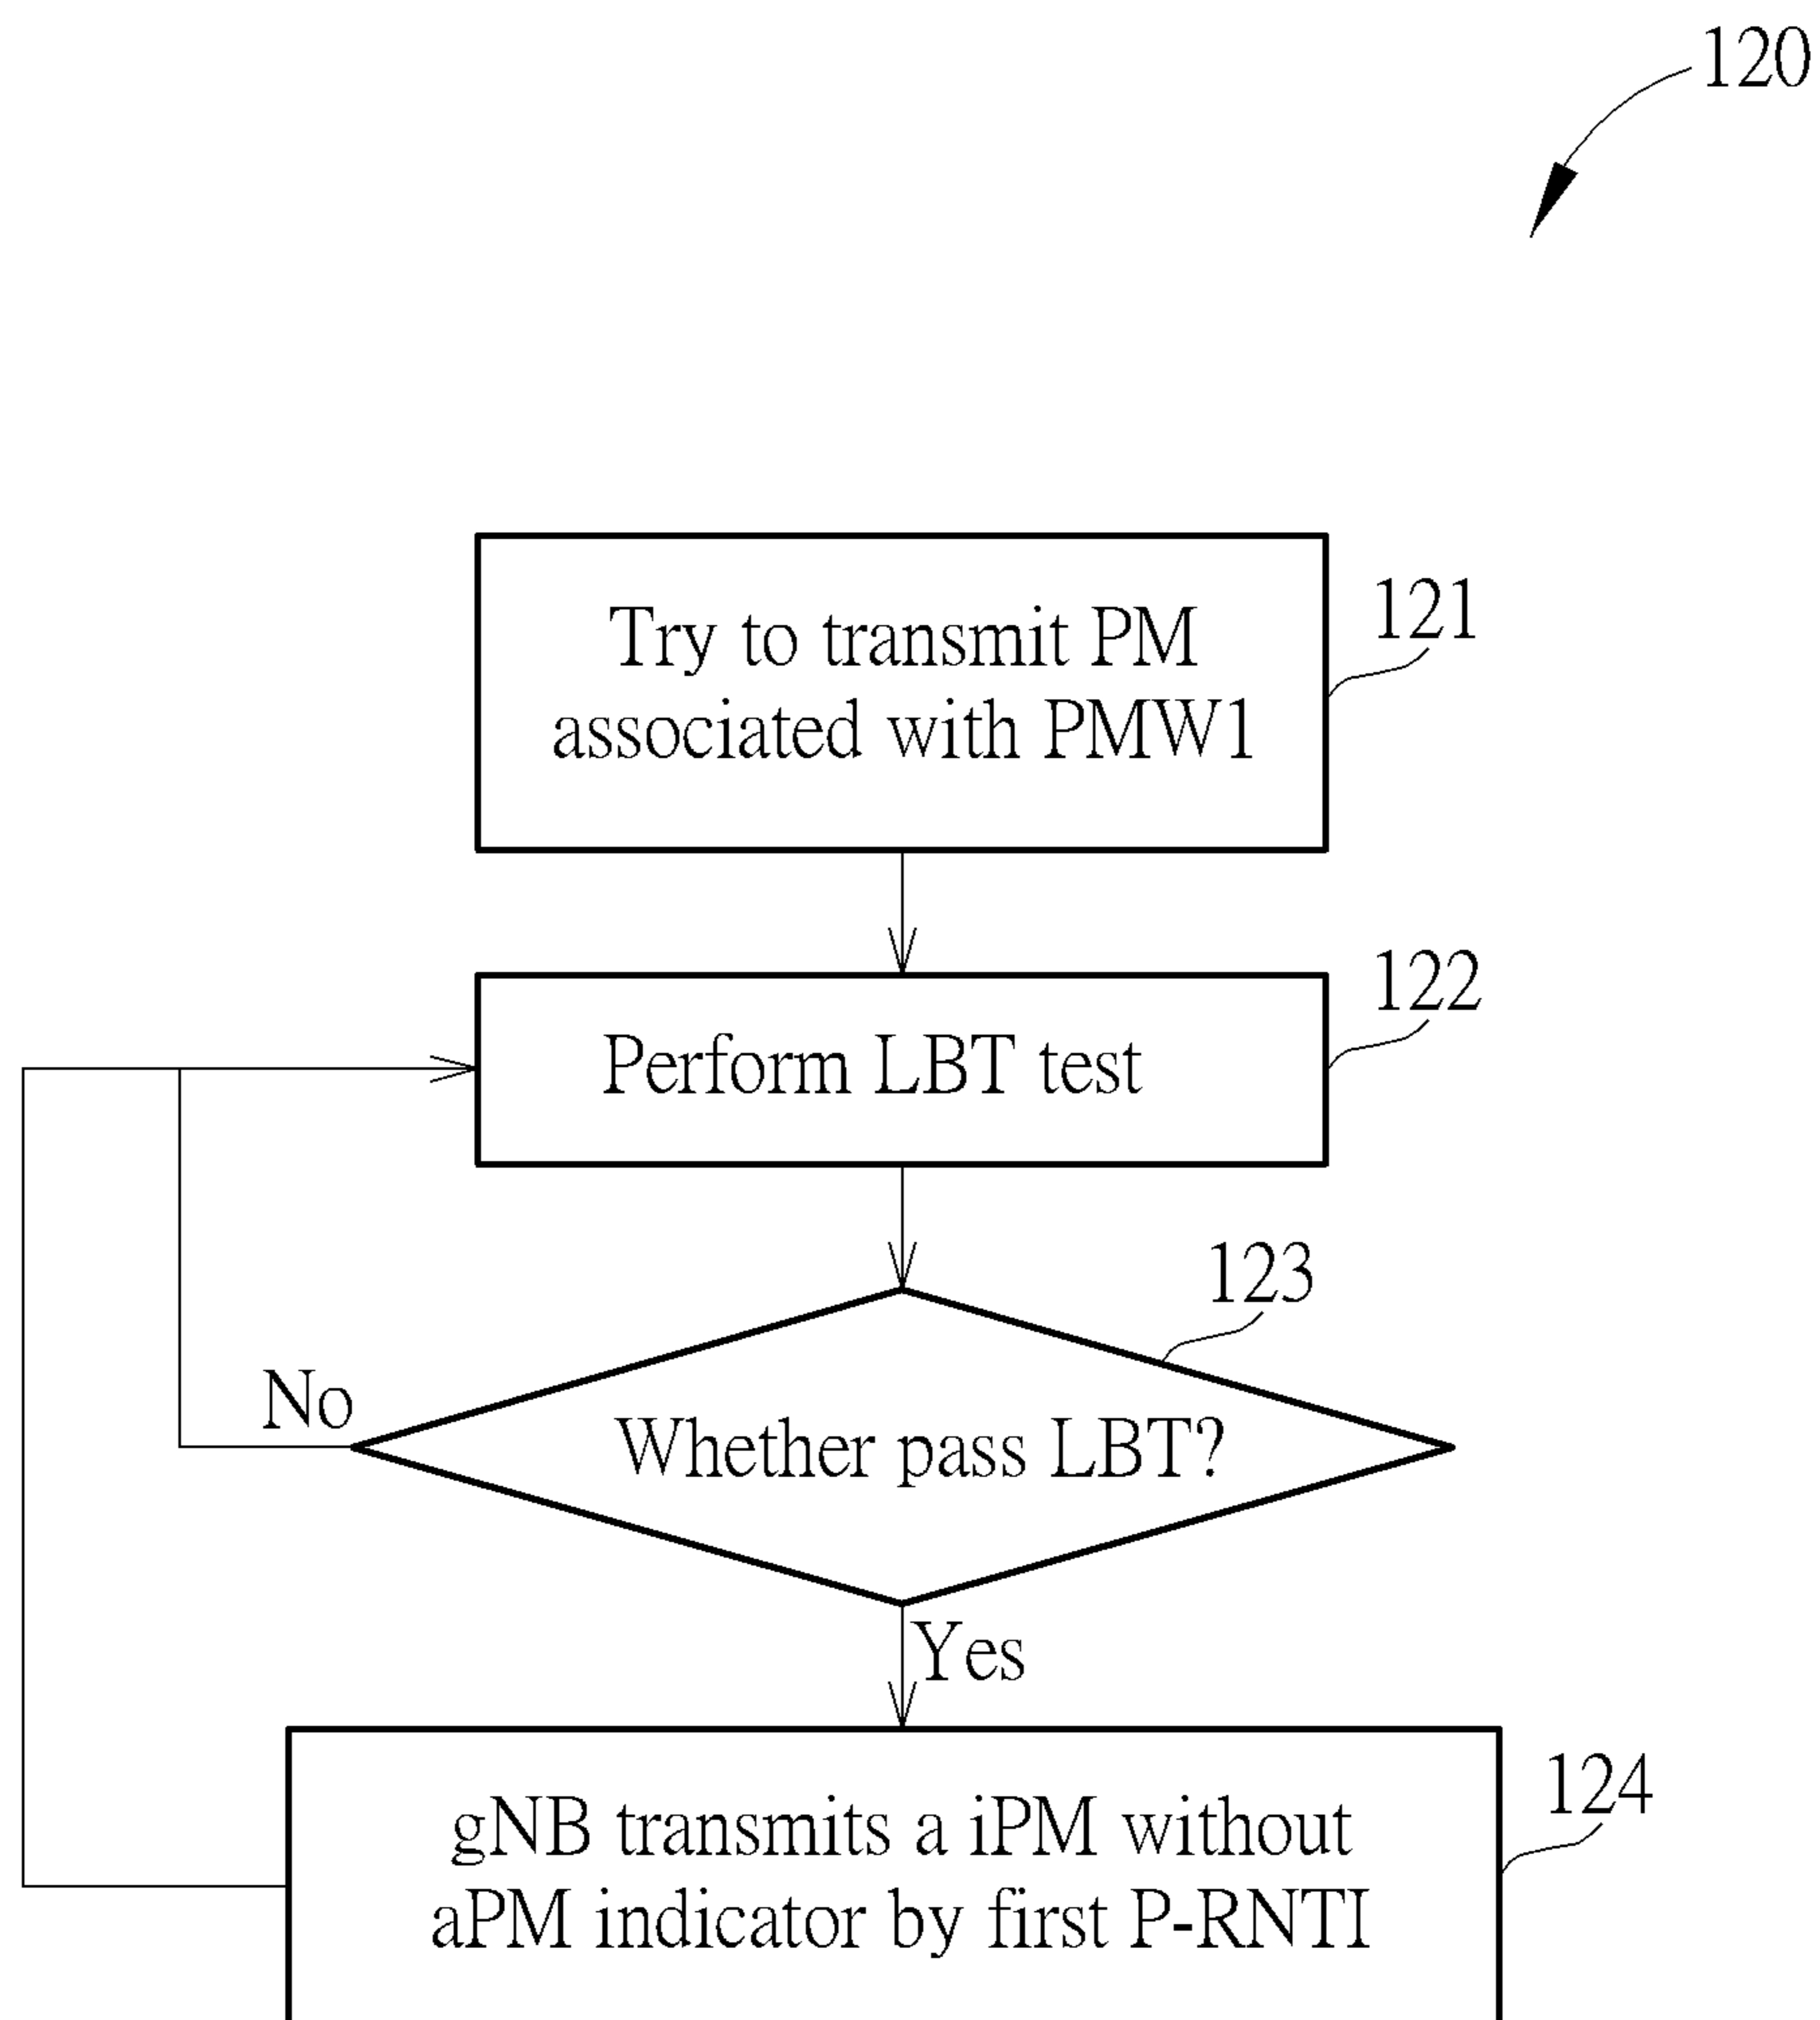 120
Try to transmit PM
associated with PMW1
121
Perform LBT test
122
123
Whether pass LBT?
No
Yes
gNB transmits a iPM without
aPM indicator by first P-RNTI
124